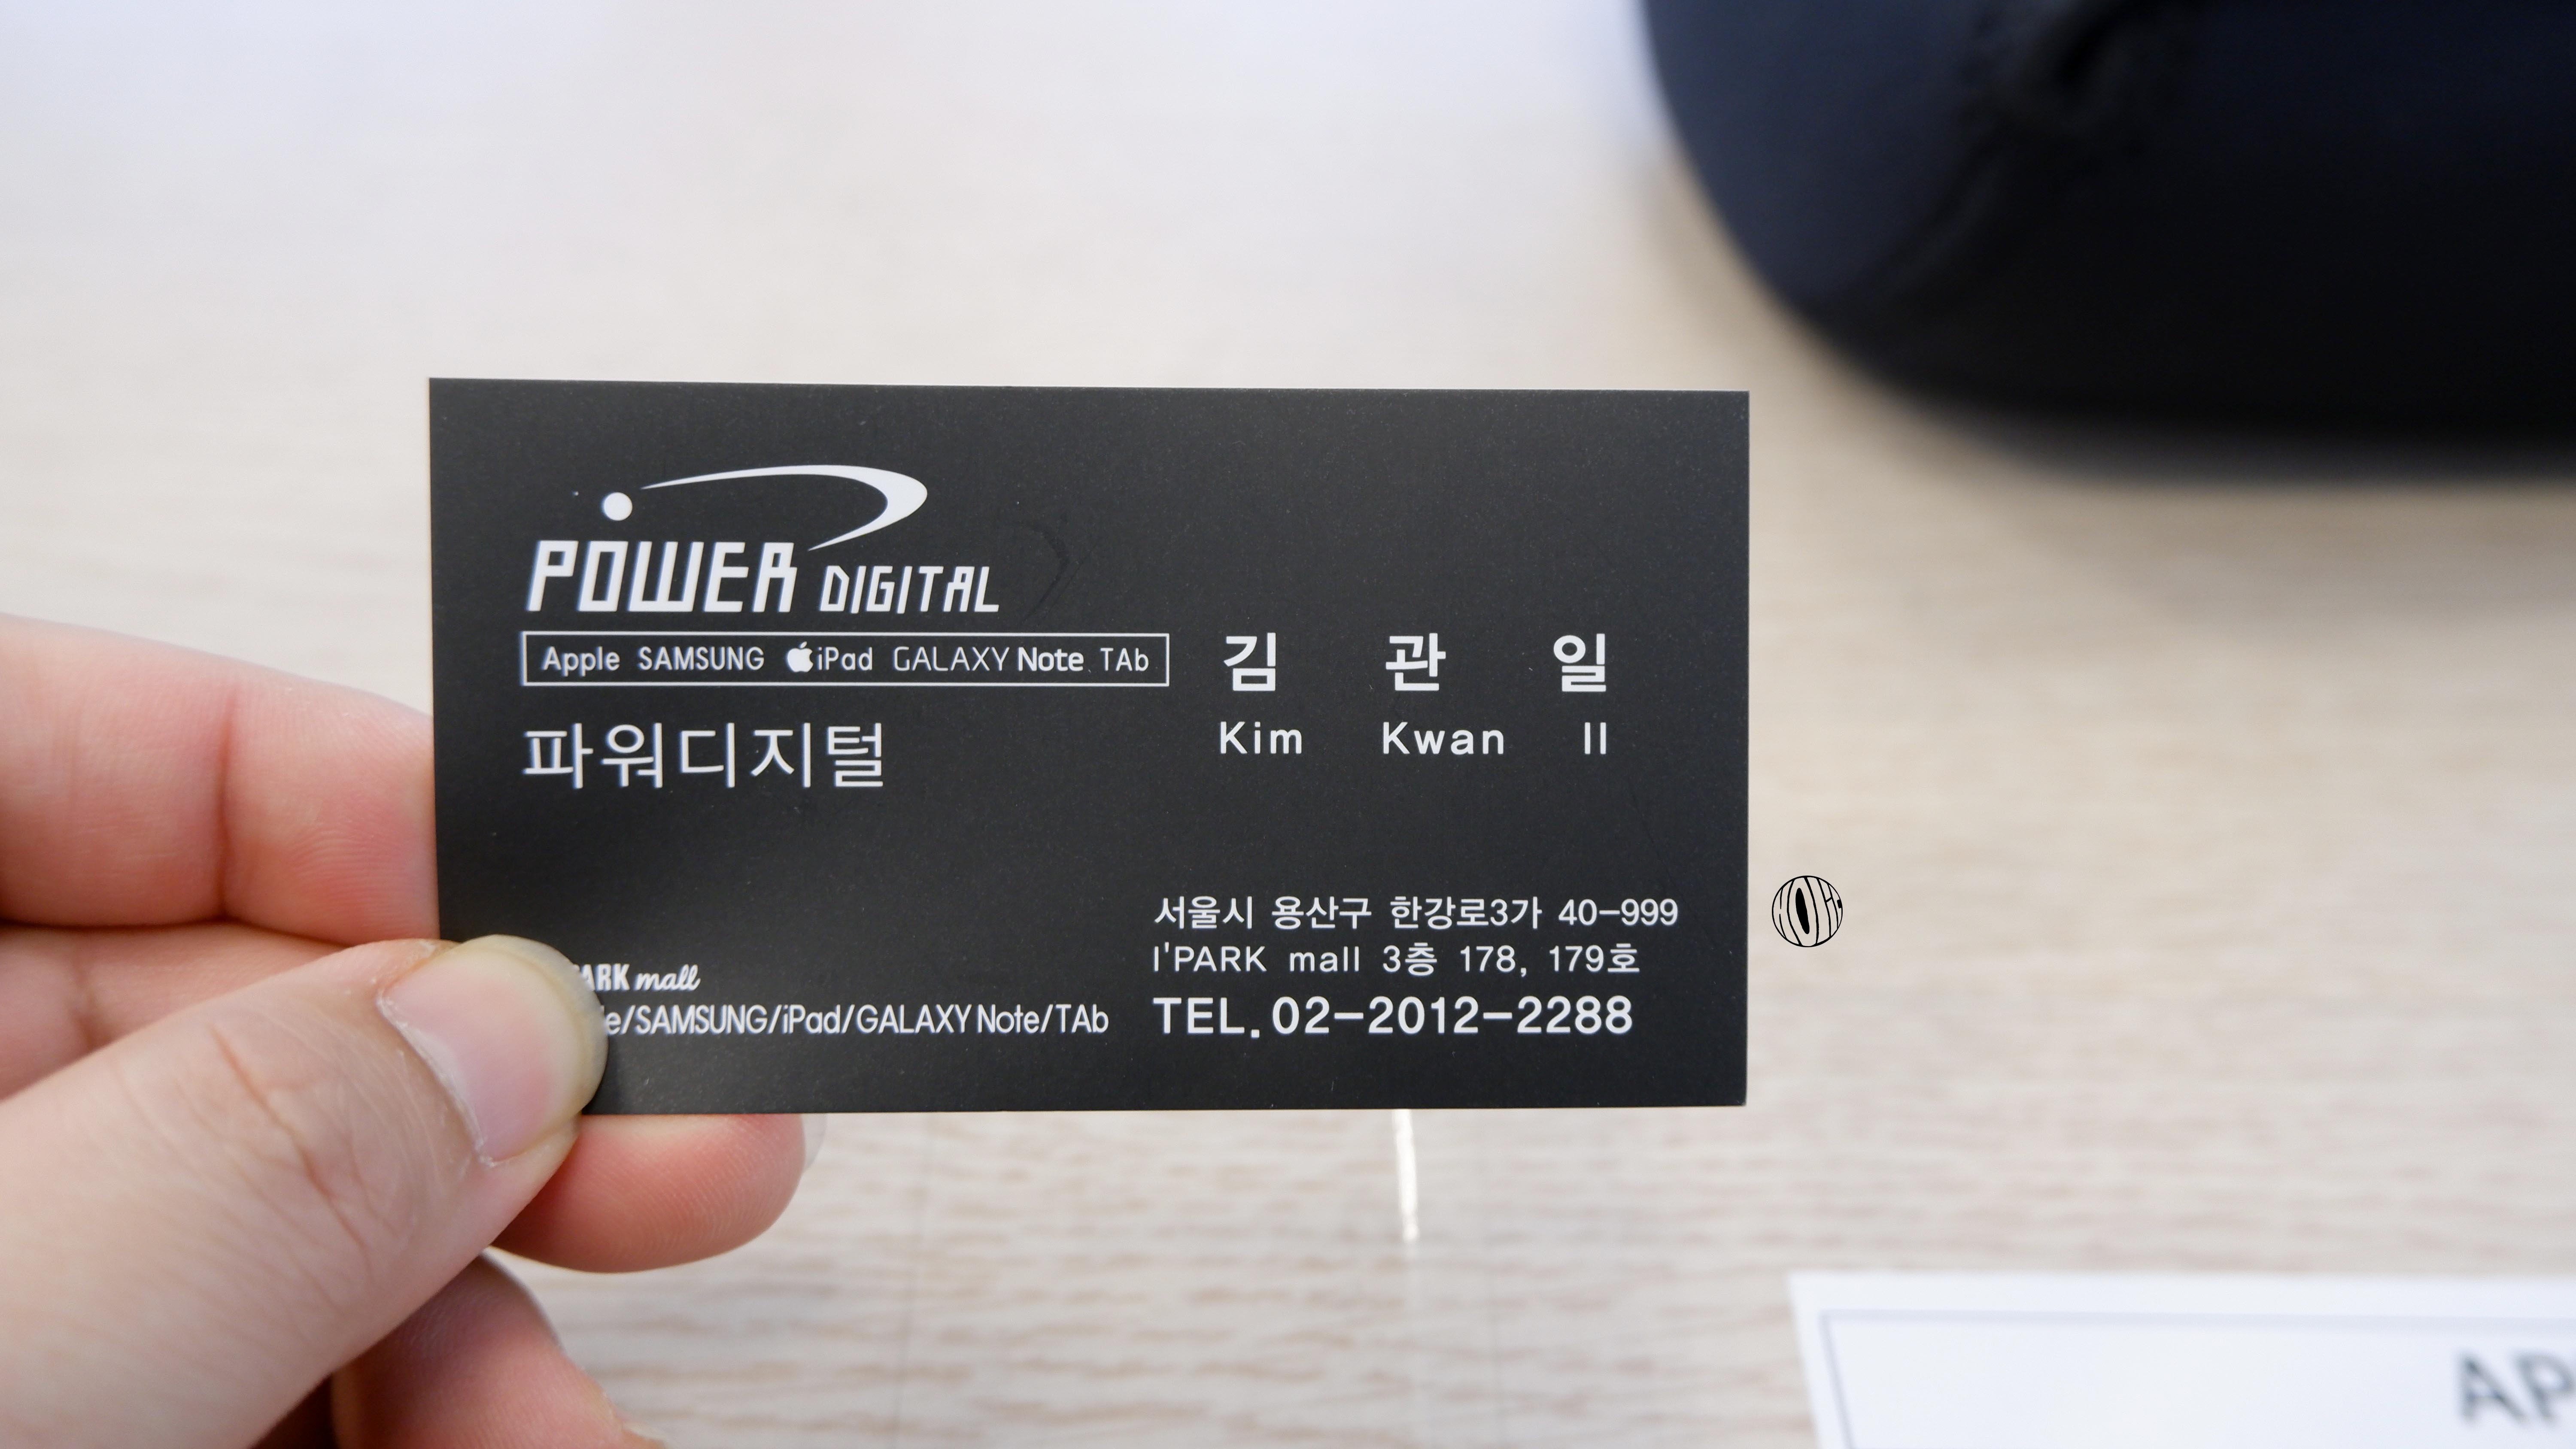 POWER DIGITAL
Apple SAMSUNG iPad GALAXY Note TAb
파워디지털
김 관 일
Kim Kwan Il
서울시 용산구 한강로3가 40-999
I'PARK mall 3층 178, 179호
TEL. 02-2012-2288
ARK mall
e/SAMSUNG/iPad/GALAXY Note/TAb
AP